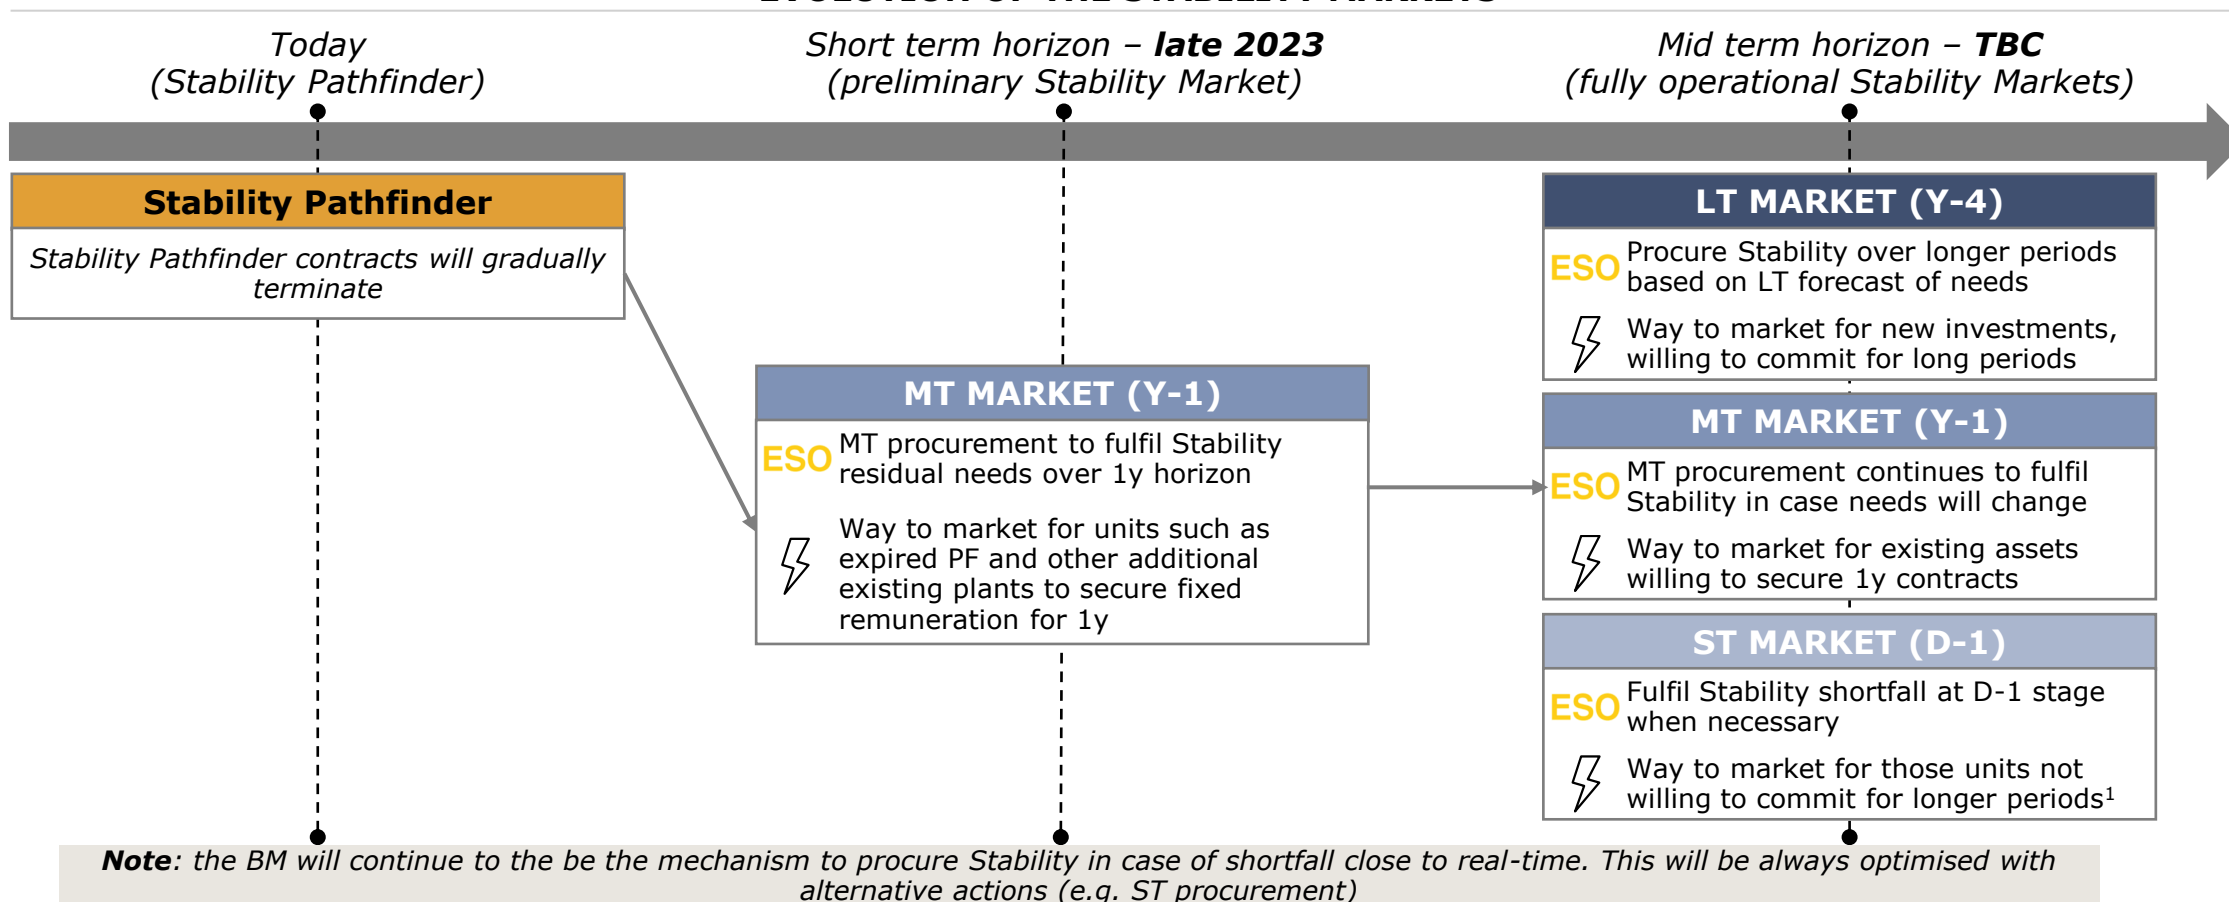 EVOLUTION OF THE STABILITY MARKETS
Today
(Stability Pathfinder)
Short term horizon – late 2023
(preliminary Stability Market)
Mid term horizon – TBC
(fully operational Stability Markets)
Stability Pathfinder
Stability Pathfinder contracts will gradually
terminate
MT MARKET (Y-1)
ESO
MT procurement to fulfil Stability
residual needs over 1y horizon
Way to market for units such as
expired PF and other additional
existing plants to secure fixed
remuneration for 1y
LT MARKET (Y-4)
ESO
Procure Stability over longer periods
based on LT forecast of needs
Way to market for new investments,
willing to commit for long periods
MT MARKET (Y-1)
ESO
MT procurement continues to fulfil
Stability in case needs will change
Way to market for existing assets
willing to secure 1y contracts
ST MARKET (D-1)
ESO
Fulfil Stability shortfall at D-1 stage
when necessary
Way to market for those units not
willing to commit for longer periods¹
Note: the BM will continue to the be the mechanism to procure Stability in case of shortfall close to real-time. This will be always optimised with
alternative actions (e.g. ST procurement)